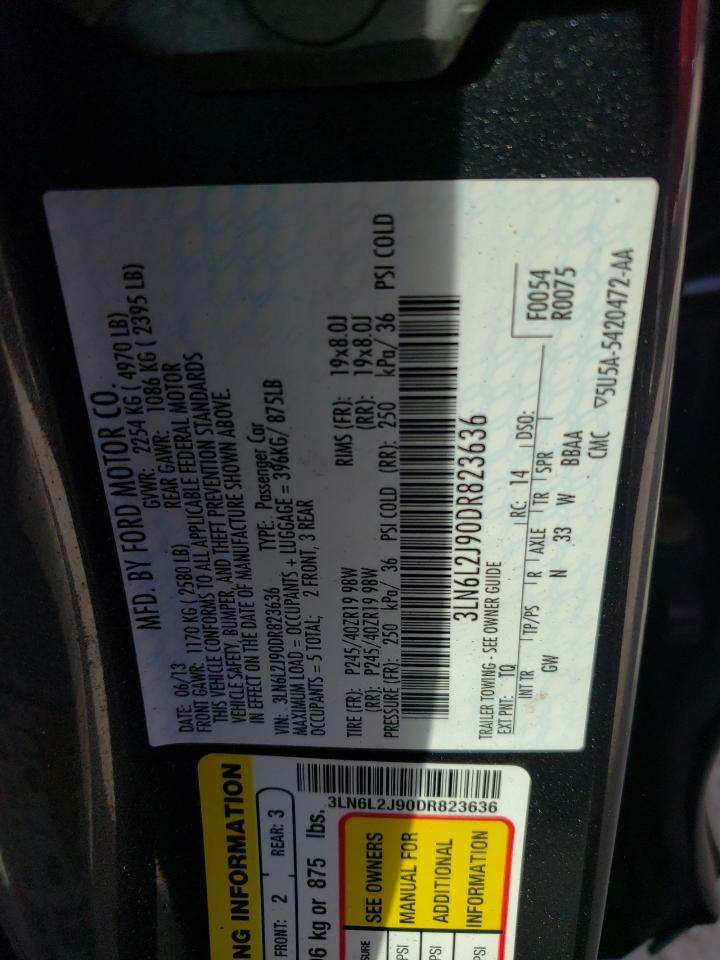 MFD. BY FORD MOTOR CO.
DATE: 06/13 GVWR: 2254 KG ( 4970 LB)
FRONT GAWR: 1170 KG ( 2580 LB) REAR GAWR: 1086 KG ( 2395 LB)
THIS VEHICLE CONFORMS TO ALL APPLICABLE FEDERAL MOTOR
VEHICLE SAFETY, BUMPER, AND THEFT PREVENTION STANDARDS
IN EFFECT ON THE DATE OF MANUFACTURE SHOWN ABOVE.
VIN: 3LN6L2J90DR823636 TYPE: Passenger Car
MAXIMUM LOAD = OCCUPANTS + LUGGAGE = 396KG/ 875LB
OCCUPANTS = 5 TOTAL; 2 FRONT, 3 REAR
TIRE (FR): P245/40ZR19 98W RIMS (FR): 19x8.0J
(RR): P245/40ZR19 98W (RR): 19x8.0J
PRESSURE (FR): 250 kPa/ 36 PSI COLD (RR): 250 kPa/ 36 PSI COLD
3LN6L2J90DR823636
TRAILER TOWING - SEE OWNER GUIDE
EXT PNT: TQ RC: 14 DSO: F0054
R0075
INT TR TP/PS R AXLE TR SPR
GW N 33 W BBAA
CMC ▽5U5A-5420472-AA
NG INFORMATION
FRONT: 2 REAR: 3
6 kg or 875 lbs.
3LN6L2J90DR823636
SURE
SEE OWNERS
PSI MANUAL FOR
PSI ADDITIONAL
PSI INFORMATION